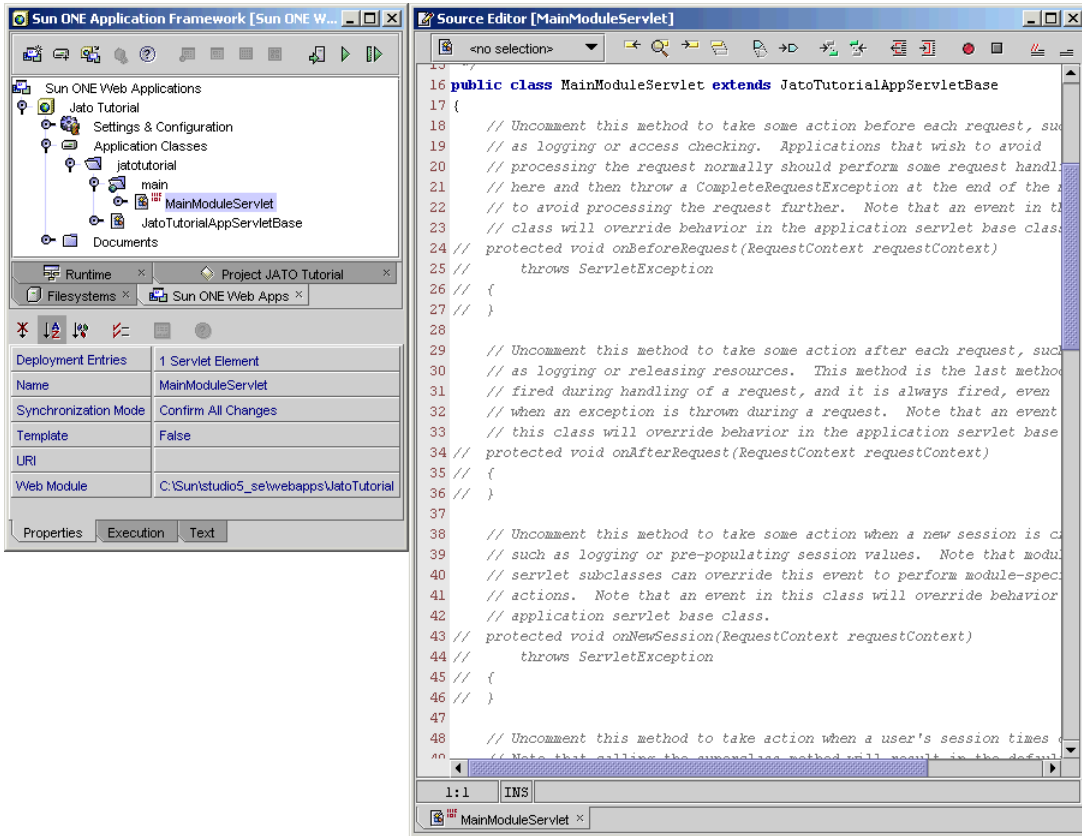 Sun ONE Application Framework [Sun ONE W...
Sun ONE Web Applications
Jato Tutorial
Settings & Configuration
Application Classes
jatotutorial
main
MainModuleServlet
JatoTutorialAppServletBase
Documents
Runtime × Project JATO Tutorial ×
Filesystems × Sun ONE Web Apps ×
Deployment Entries 1 Servlet Element
Name MainModuleServlet
Synchronization Mode Confirm All Changes
Template False
URI
Web Module C:\Sun\studio5_se\webapps\JatoTutorial
Properties Execution Text
Source Editor [MainModuleServlet]
<no selection>
15 */
16 public class MainModuleServlet extends JatoTutorialAppServletBase
17 {
18 // Uncomment this method to take some action before each request, suc
19 // as logging or access checking. Applications that wish to avoid
20 // processing the request normally should perform some request handli
21 // here and then throw a CompleteRequestException at the end of the
22 // to avoid processing the request further. Note that an event in th
23 // class will override behavior in the application servlet base clas
24 // protected void onBeforeRequest(RequestContext requestContext)
25 // throws ServletException
26 // {
27 // }
28
29 // Uncomment this method to take some action after each request, such
30 // as logging or releasing resources. This method is the last metho
31 // fired during handling of a request, and it is always fired, even
32 // when an exception is thrown during a request. Note that an event
33 // this class will override behavior in the application servlet base
34 // protected void onAfterRequest(RequestContext requestContext)
35 // {
36 // }
37
38 // Uncomment this method to take some action when a new session is c
39 // such as logging or pre-populating session values. Note that modul
40 // servlet subclasses can override this event to perform module-spec
41 // actions. Note that an event in this class will override behavior
42 // application servlet base class.
43 // protected void onNewSession(RequestContext requestContext)
44 // throws ServletException
45 // {
46 // }
47
48 // Uncomment this method to take action when a user's session times
49 // Note that calling the superclass method will result in the defaul
1:1 INS
MainModuleServlet ×